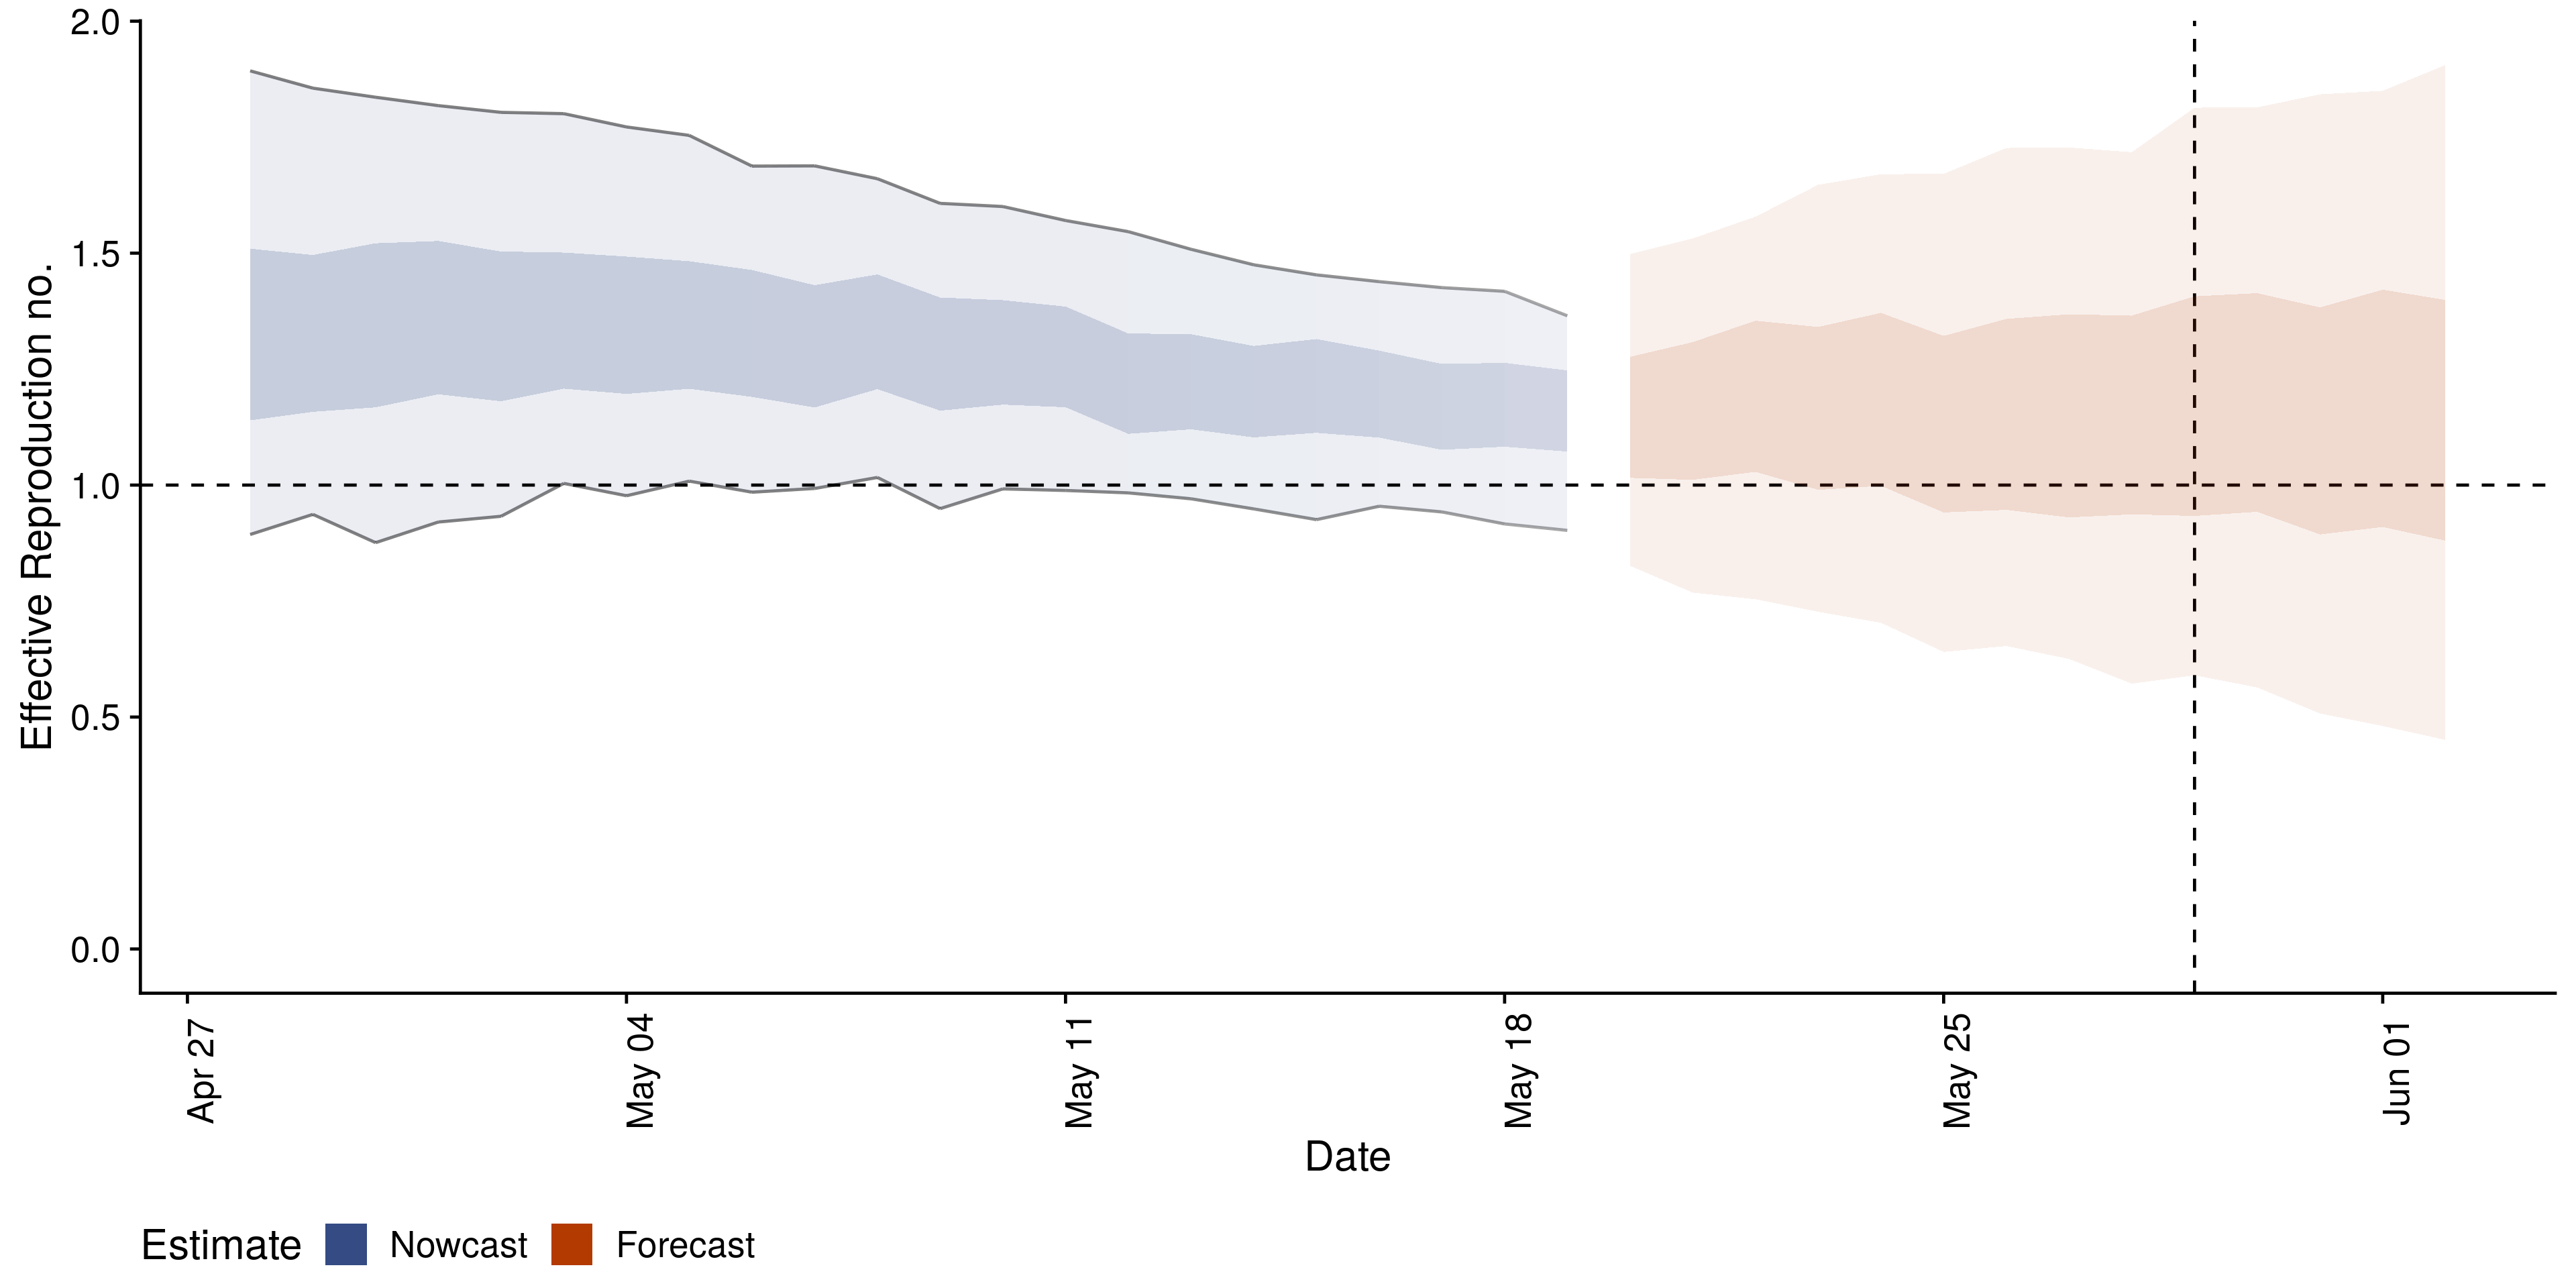 2.0
1.5
1.0
0.5
0.0
Effective Reproduction no.
Apr 27
May 04
May 11
May 18
May 25
Jun 01
Date
Estimate Nowcast Forecast